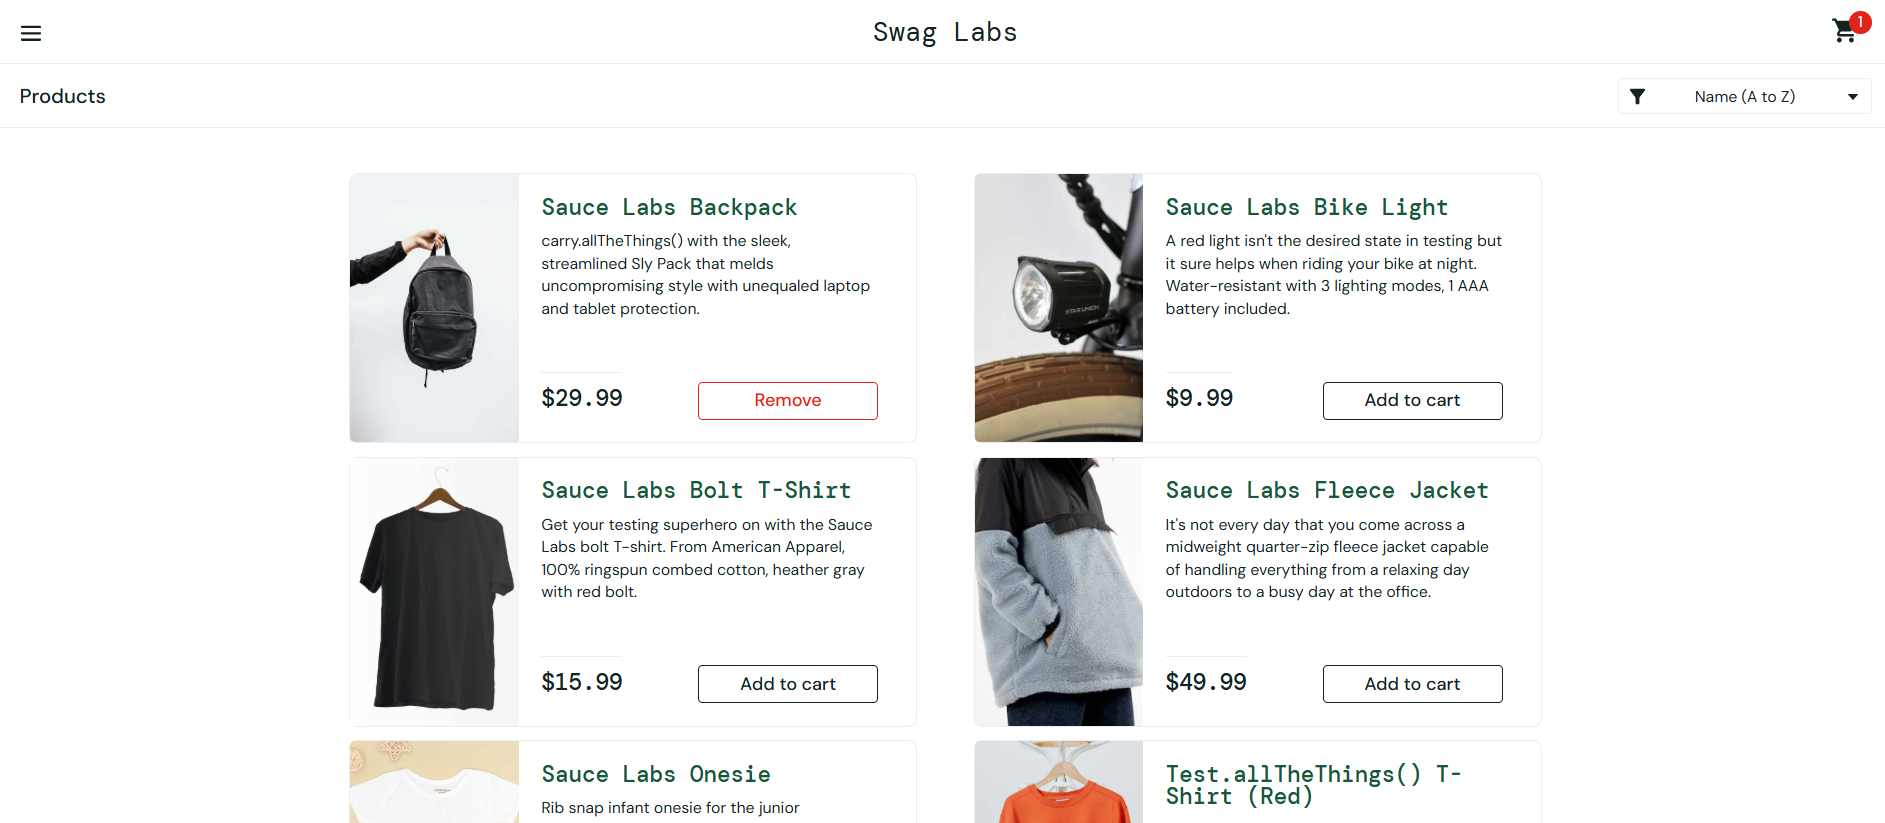 Swag Labs
1
Products
Name (A to Z)
Sauce Labs Backpack
carry.allTheThings() with the sleek,
streamlined Sly Pack that melds
uncompromising style with unequaled laptop
and tablet protection.
$29.99
Remove
Sauce Labs Bike Light
A red light isn't the desired state in testing but
it sure helps when riding your bike at night.
Water-resistant with 3 lighting modes, 1 AAA
battery included.
$9.99
Add to cart
STAR UNION
Sauce Labs Bolt T-Shirt
Get your testing superhero on with the Sauce
Labs bolt T-shirt. From American Apparel,
100% ringspun combed cotton, heather gray
with red bolt.
$15.99
Add to cart
Sauce Labs Fleece Jacket
It's not every day that you come across a
midweight quarter-zip fleece jacket capable
of handling everything from a relaxing day
outdoors to a busy day at the office.
$49.99
Add to cart
Sauce Labs Onesie
Rib snap infant onesie for the junior
Test.allTheThings() T-
Shirt (Red)